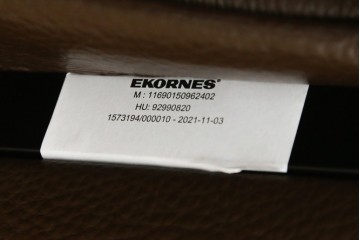 EKORNES®
M : 11690150962402
HU: 92990820
1573194/000010 - 2021-11-03